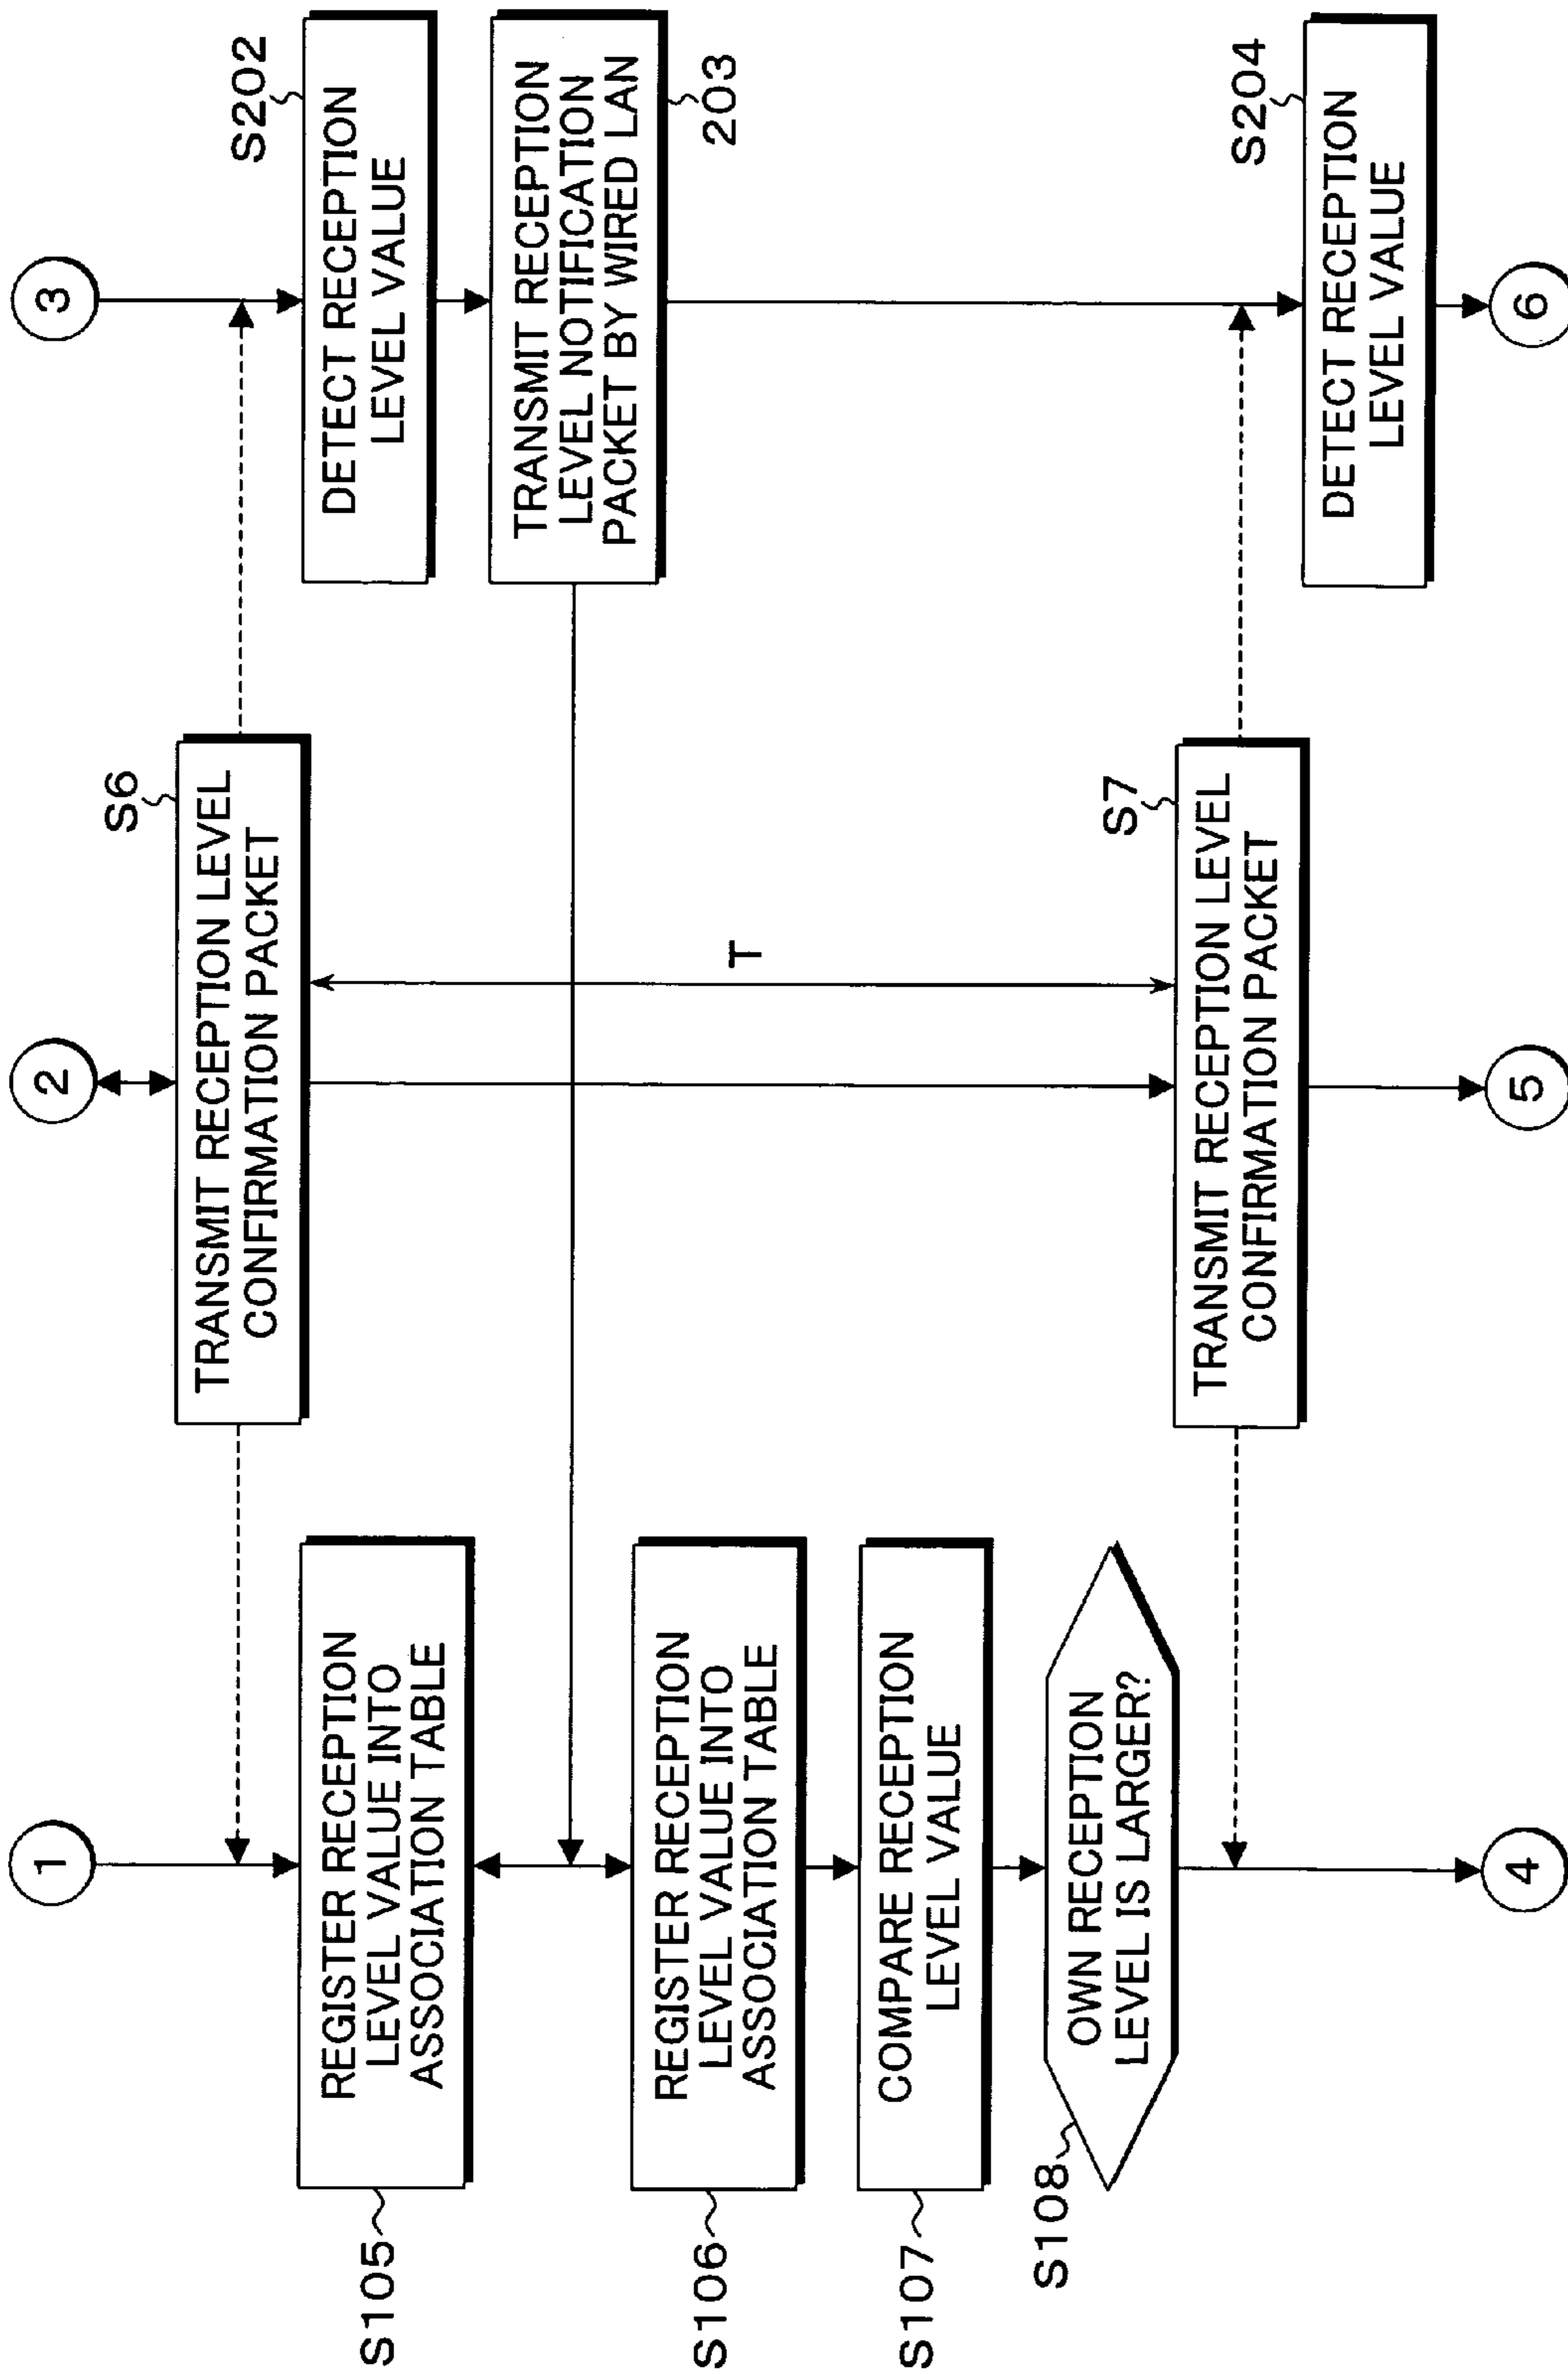 1
2
3
S6
TRANSMIT RECEPTION LEVEL
CONFIRMATION PACKET
S202
DETECT RECEPTION
LEVEL VALUE
S105
REGISTER RECEPTION
LEVEL VALUE INTO
ASSOCIATION TABLE
TRANSMIT RECEPTION
LEVEL NOTIFICATION
PACKET BY WIRED LAN
203
T
S106
REGISTER RECEPTION
LEVEL VALUE INTO
ASSOCIATION TABLE
S107
COMPARE RECEPTION
LEVEL VALUE
S108
OWN RECEPTION
LEVEL IS LARGER?
S7
TRANSMIT RECEPTION LEVEL
CONFIRMATION PACKET
S204
DETECT RECEPTION
LEVEL VALUE
4
5
6